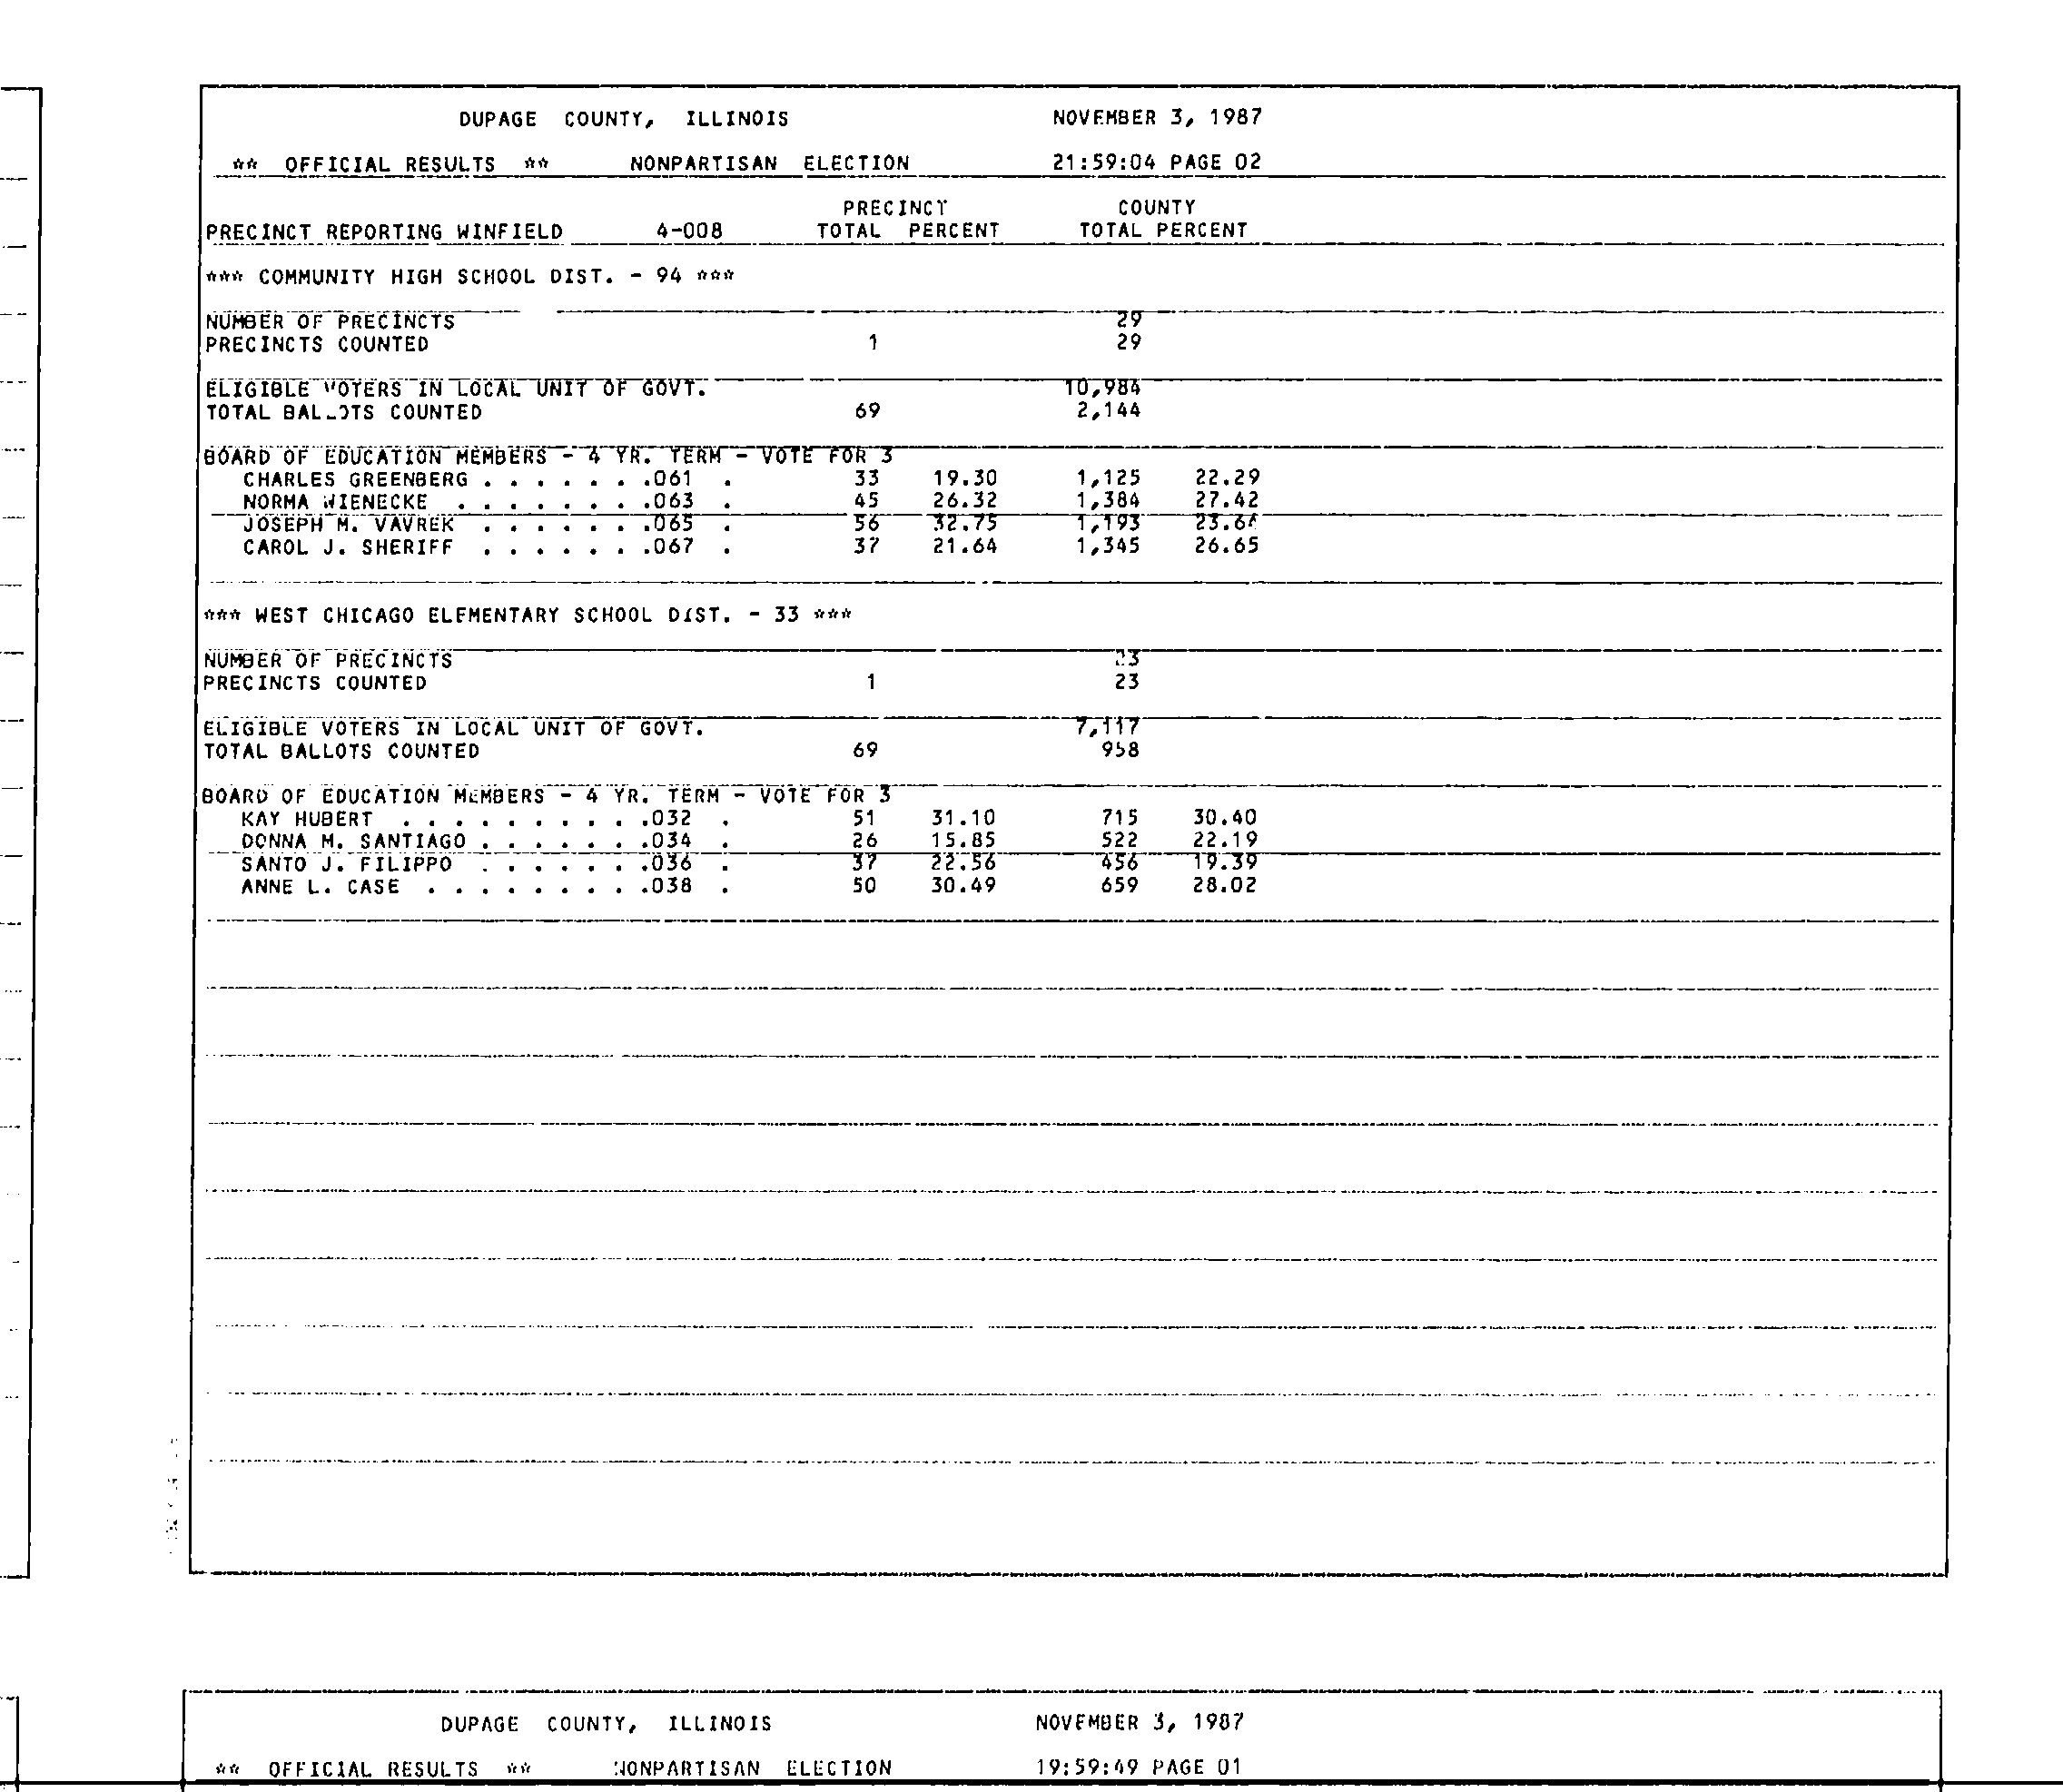 DUPAGE COUNTY, ILLINOIS NOVEMBER 3, 1987
** OFFICIAL RESULTS ** NONPARTISAN ELECTION 21:59:04 PAGE 02
PRECINCT COUNTY
PRECINCT REPORTING WINFIELD 4-008 TOTAL PERCENT TOTAL PERCENT
*** COMMUNITY HIGH SCHOOL DIST. - 94 ***
NUMBER OF PRECINCTS 29
PRECINCTS COUNTED 1 29
ELIGIBLE VOTERS IN LOCAL UNIT OF GOVT. 10,984
TOTAL BALLOTS COUNTED 69 2,144
BOARD OF EDUCATION MEMBERS - 4 YR. TERM - VOTE FOR 3
CHARLES GREENBERG . . . . . . .061 . 33 19.30 1,125 22.29
NORMA WIENECKE . . . . . . . .063 . 45 26.32 1,384 27.42
JOSEPH M. VAVREK . . . . . . .065 . 56 32.75 1,193 23.64
CAROL J. SHERIFF . . . . . . .067 . 37 21.64 1,345 26.65
*** WEST CHICAGO ELEMENTARY SCHOOL DIST. - 33 ***
NUMBER OF PRECINCTS 23
PRECINCTS COUNTED 1 23
ELIGIBLE VOTERS IN LOCAL UNIT OF GOVT. 7,117
TOTAL BALLOTS COUNTED 69 958
BOARD OF EDUCATION MEMBERS - 4 YR. TERM - VOTE FOR 3
KAY HUBERT . . . . . . . . . .032 . 51 31.10 715 30.40
DONNA M. SANTIAGO . . . . . . .034 . 26 15.85 522 22.19
SANTO J. FILIPPO . . . . . . .036 . 37 22.56 456 19.39
ANNE L. CASE . . . . . . . . .038 . 50 30.49 659 28.02
DUPAGE COUNTY, ILLINOIS NOVEMBER 3, 1987
** OFFICIAL RESULTS ** NONPARTISAN ELECTION 19:59:49 PAGE 01